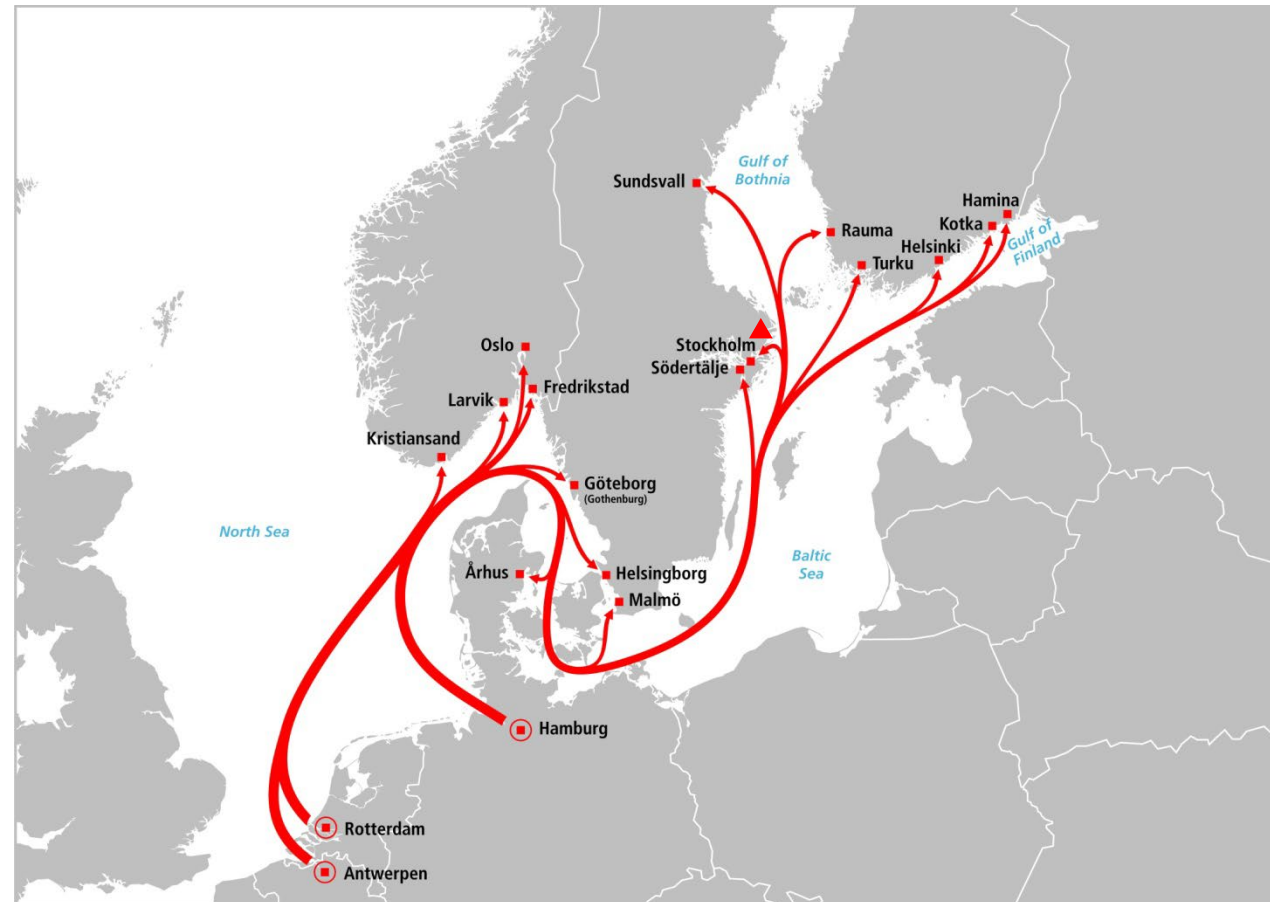 Gulf of
Bothnia
Sundsvall
Hamina
Rauma
Kotka
Gulf of
Finland
Helsinki
Turku
Oslo
Stockholm
Södertälje
Larvik
Fredrikstad
Kristiansand
Göteborg
(Gothenburg)
North Sea
Baltic
Sea
Århus
Helsingborg
Malmö
Hamburg
Rotterdam
Antwerpen